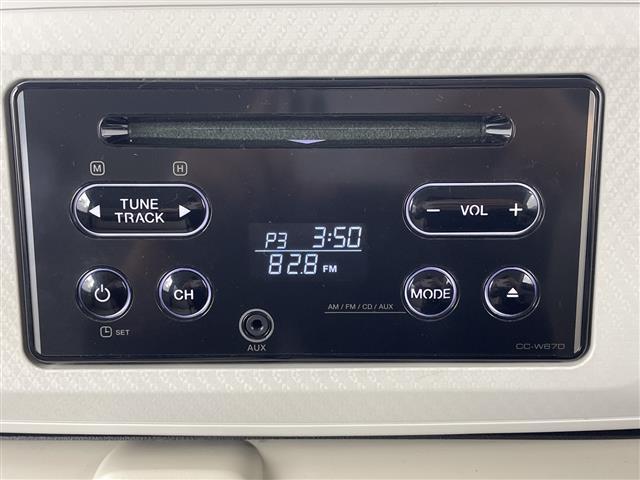 M H
TUNE
TRACK
− VOL +
P3 3:50
82.8 FM
CH
MODE
AM / FM / CD / AUX
SET
AUX
CC-W67D